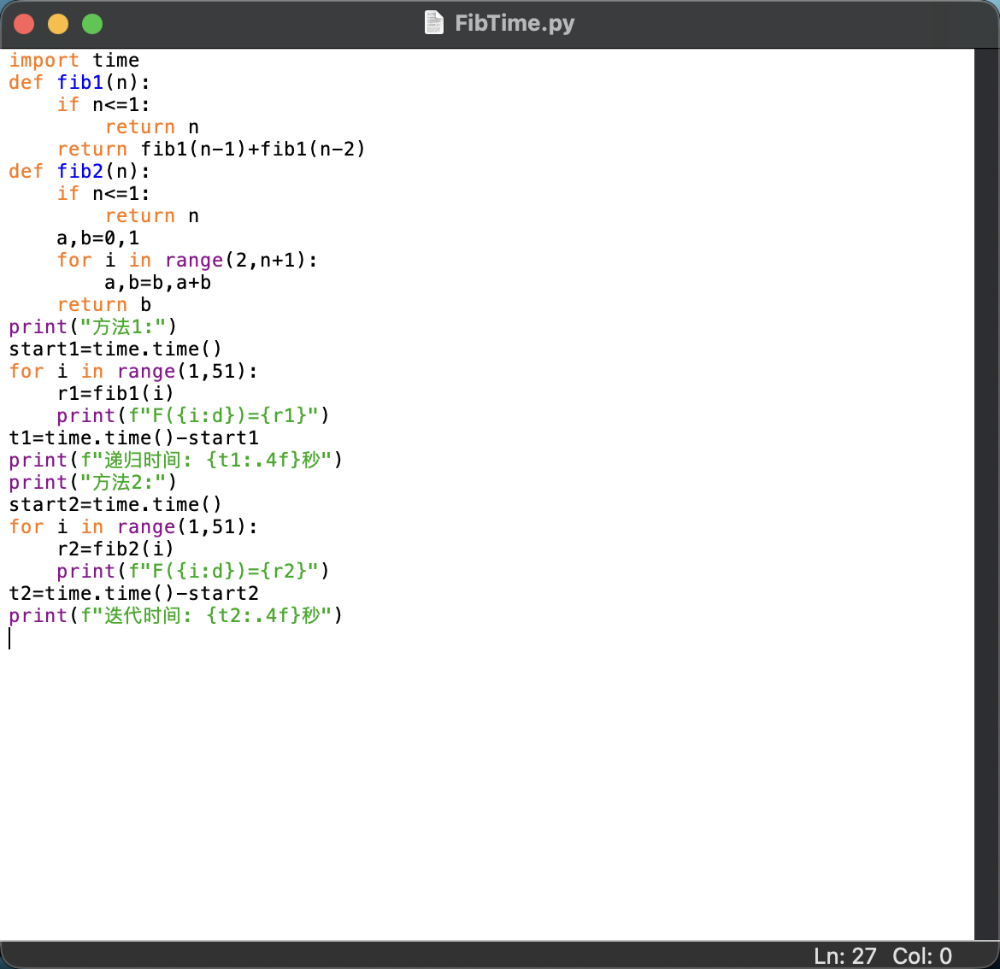 FibTime.py
import time
def fib1(n):
    if n<=1:
        return n
    return fib1(n-1)+fib1(n-2)
def fib2(n):
    if n<=1:
        return n
    a,b=0,1
    for i in range(2,n+1):
        a,b=b,a+b
    return b
print("方法1:")
start1=time.time()
for i in range(1,51):
    r1=fib1(i)
    print(f"F({i:d})={r1}")
t1=time.time()-start1
print(f"递归时间: {t1:.4f}秒")
print("方法2:")
start2=time.time()
for i in range(1,51):
    r2=fib2(i)
    print(f"F({i:d})={r2}")
t2=time.time()-start2
print(f"迭代时间: {t2:.4f}秒")
Ln: 27 Col: 0